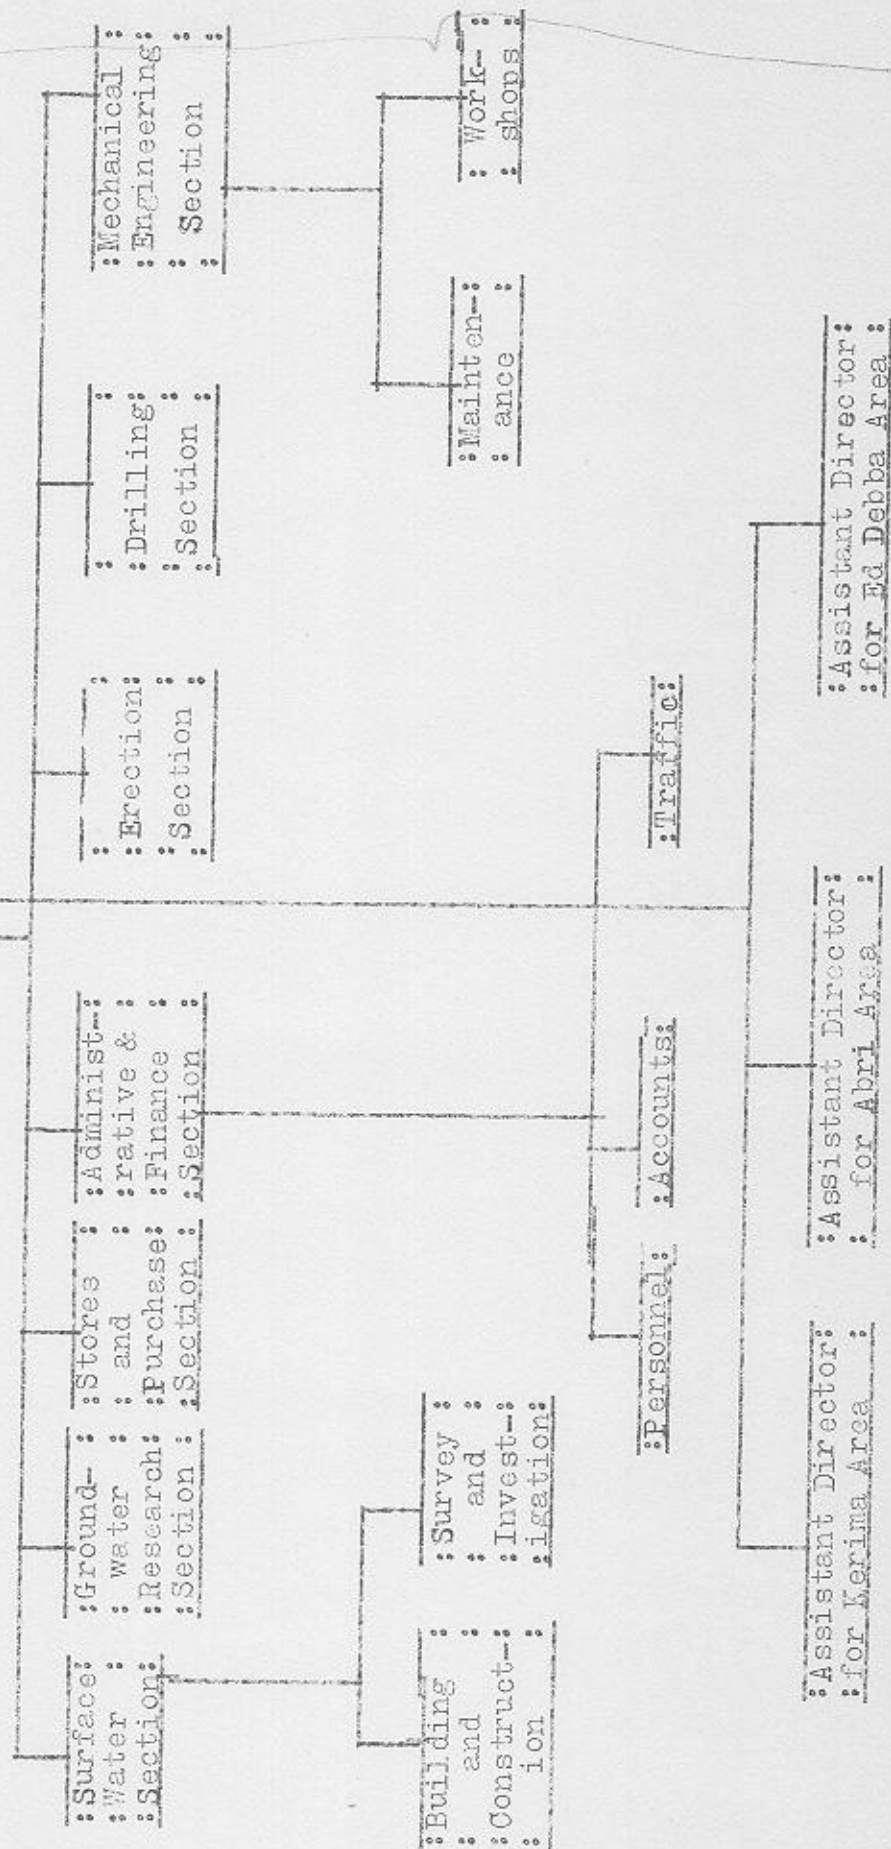 :Surface:
:Water :
:Section:
:Ground- :
: water :
:Research:
:Section :
:Stores :
: and :
:Purchase:
:Section :
:Administ-:
:rative & :
:Finance :
:Section :
: Erection:
: Section :
:Drilling:
: Section :
:Mechanical :
:Engineering :
: Section :
:Building :
: and :
:Construct-:
: ion :
:Survey :
: and :
:Invest- :
:igation:
:Mainten-:
: ance :
: Work- :
: shops :
:Personnel:
:Accounts:
:Traffic:
:Assistant Director:
:for Kerima Area :
:Assistant Director:
: for Abri Area :
:Assistant Director:
:for Ed Debba Area :